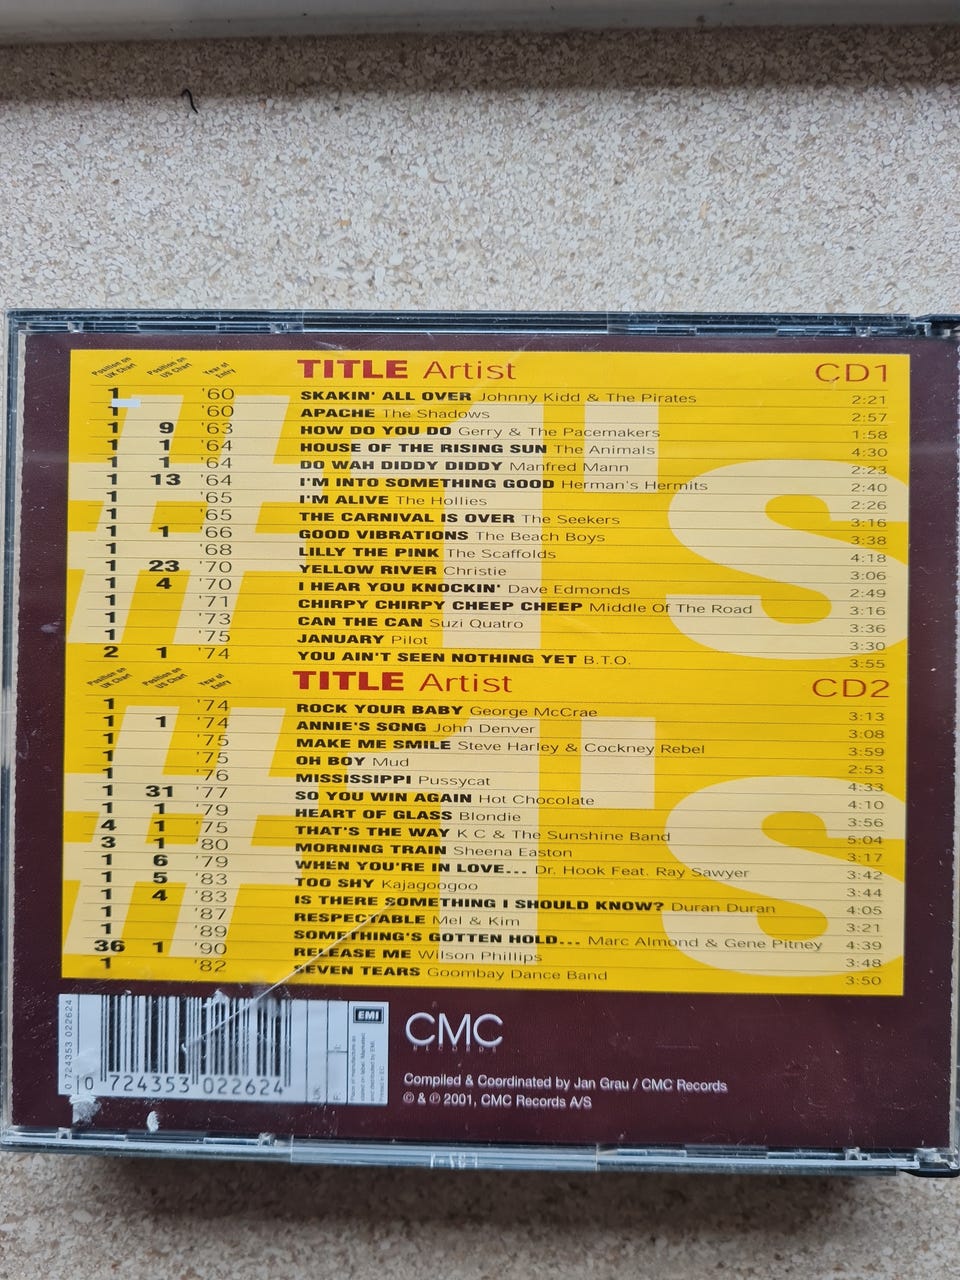 Position on UK Chart Position on US Chart Year of Entry TITLE Artist CD1
1 '60 SKAKIN' ALL OVER Johnny Kidd & The Pirates 2:21
1 '60 APACHE The Shadows 2:57
1 9 '63 HOW DO YOU DO Gerry & The Pacemakers 1:58
1 1 '64 HOUSE OF THE RISING SUN The Animals 4:30
1 1 '64 DO WAH DIDDY DIDDY Manfred Mann 2:23
1 13 '64 I'M INTO SOMETHING GOOD Herman's Hermits 2:40
1 '65 I'M ALIVE The Hollies 2:26
1 '65 THE CARNIVAL IS OVER The Seekers 3:16
1 1 '66 GOOD VIBRATIONS The Beach Boys 3:38
1 '68 LILLY THE PINK The Scaffolds 4:18
1 23 '70 YELLOW RIVER Christie 3:06
1 4 '70 I HEAR YOU KNOCKIN' Dave Edmonds 2:49
1 '71 CHIRPY CHIRPY CHEEP CHEEP Middle Of The Road 3:16
1 '73 CAN THE CAN Suzi Quatro 3:36
1 '75 JANUARY Pilot 3:30
2 1 '74 YOU AIN'T SEEN NOTHING YET B.T.O. 3:55
Position on UK Chart Position on US Chart Year of Entry TITLE Artist CD2
1 '74 ROCK YOUR BABY George McCrae 3:13
1 1 '74 ANNIE'S SONG John Denver 3:08
1 '75 MAKE ME SMILE Steve Harley & Cockney Rebel 3:59
1 '75 OH BOY Mud 2:53
1 '76 MISSISSIPPI Pussycat 4:33
1 31 '77 SO YOU WIN AGAIN Hot Chocolate 4:10
1 1 '79 HEART OF GLASS Blondie 3:56
4 1 '75 THAT'S THE WAY K C & The Sunshine Band 5:04
3 1 '80 MORNING TRAIN Sheena Easton 3:17
1 6 '79 WHEN YOU'RE IN LOVE... Dr. Hook Feat. Ray Sawyer 3:42
1 5 '83 TOO SHY Kajagoogoo 3:44
1 4 '83 IS THERE SOMETHING I SHOULD KNOW? Duran Duran 4:05
1 '87 RESPECTABLE Mel & Kim 3:21
1 '89 SOMETHING'S GOTTEN HOLD... Marc Almond & Gene Pitney 4:39
36 1 '90 RELEASE ME Wilson Phillips 3:48
1 '82 SEVEN TEARS Goombay Dance Band 3:50
#1's
#1's
0 724353 022624
0 724353 022624
UK:
F:
EMI
Printed in EC
CMC
RECORDS
Compiled & Coordinated by Jan Grau / CMC Records
© & ℗ 2001, CMC Records A/S